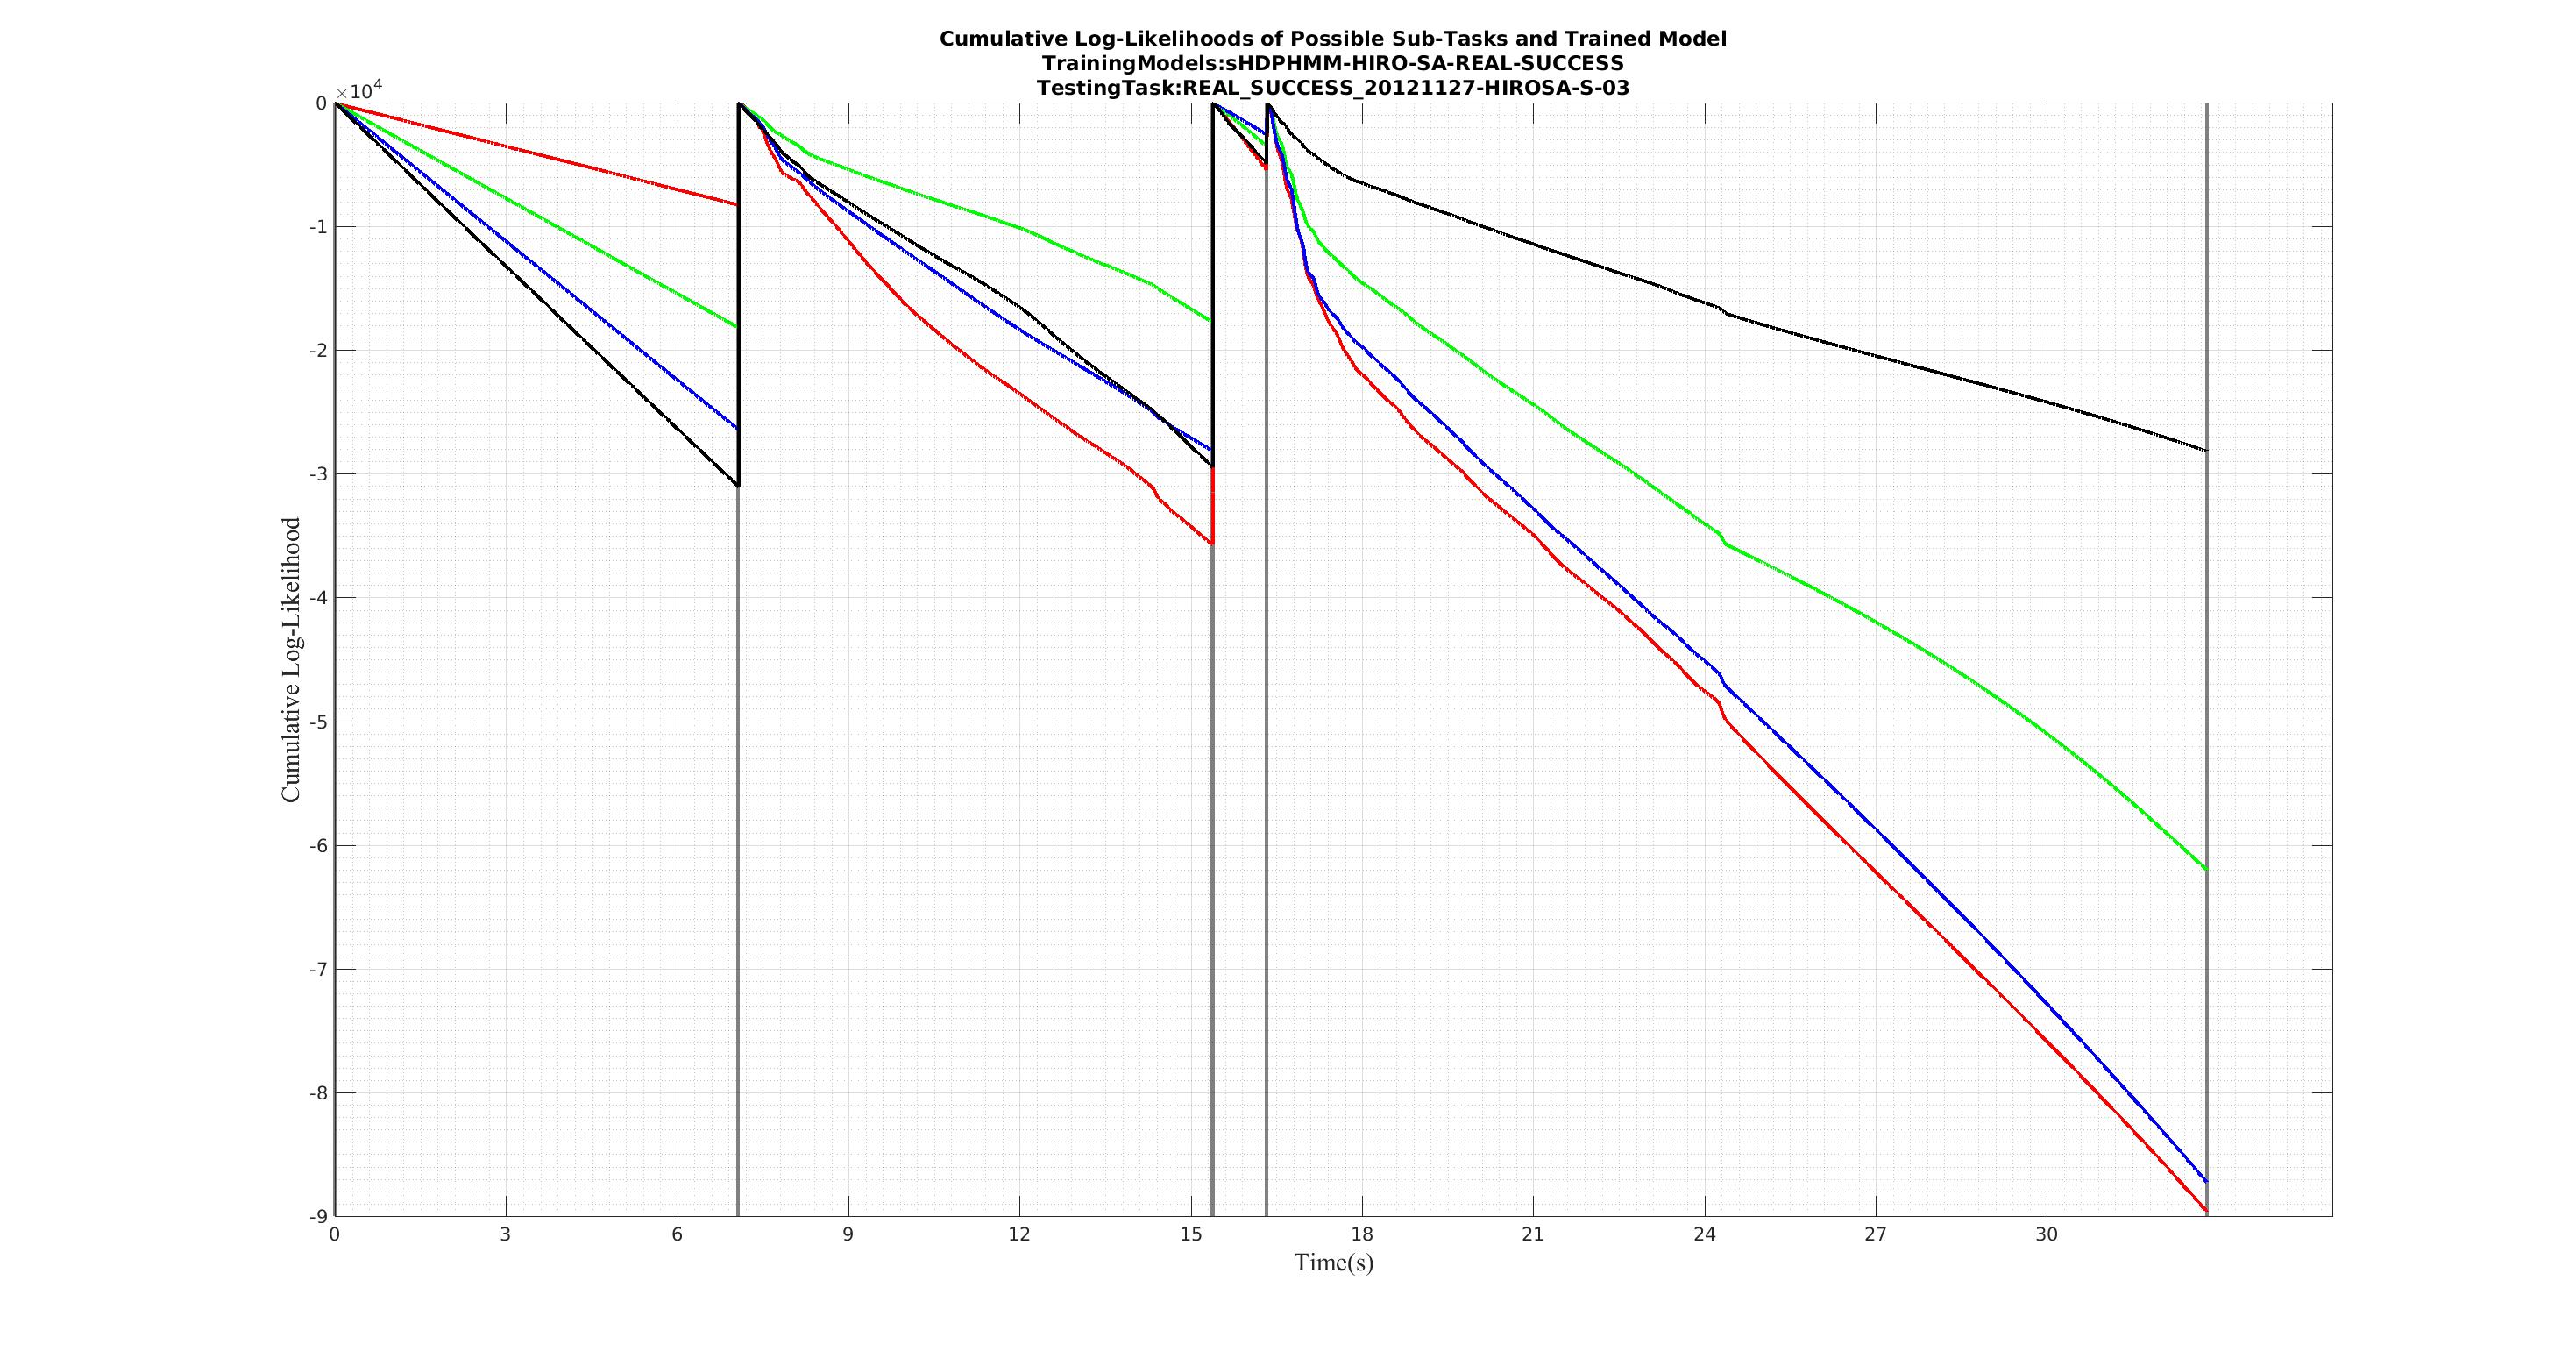 Cumulative Log-Likelihoods of Possible Sub-Tasks and Trained Model
TrainingModels:sHDPHMM-HIRO-SA-REAL-SUCCESS
TestingTask:REAL_SUCCESS_20121127-HIROSA-S-03
×10⁴
0
-1
-2
-3
-4
-5
-6
-7
-8
-9
Cumulative Log-Likelihood
0 3 6 9 12 15 18 21 24 27 30
Time(s)